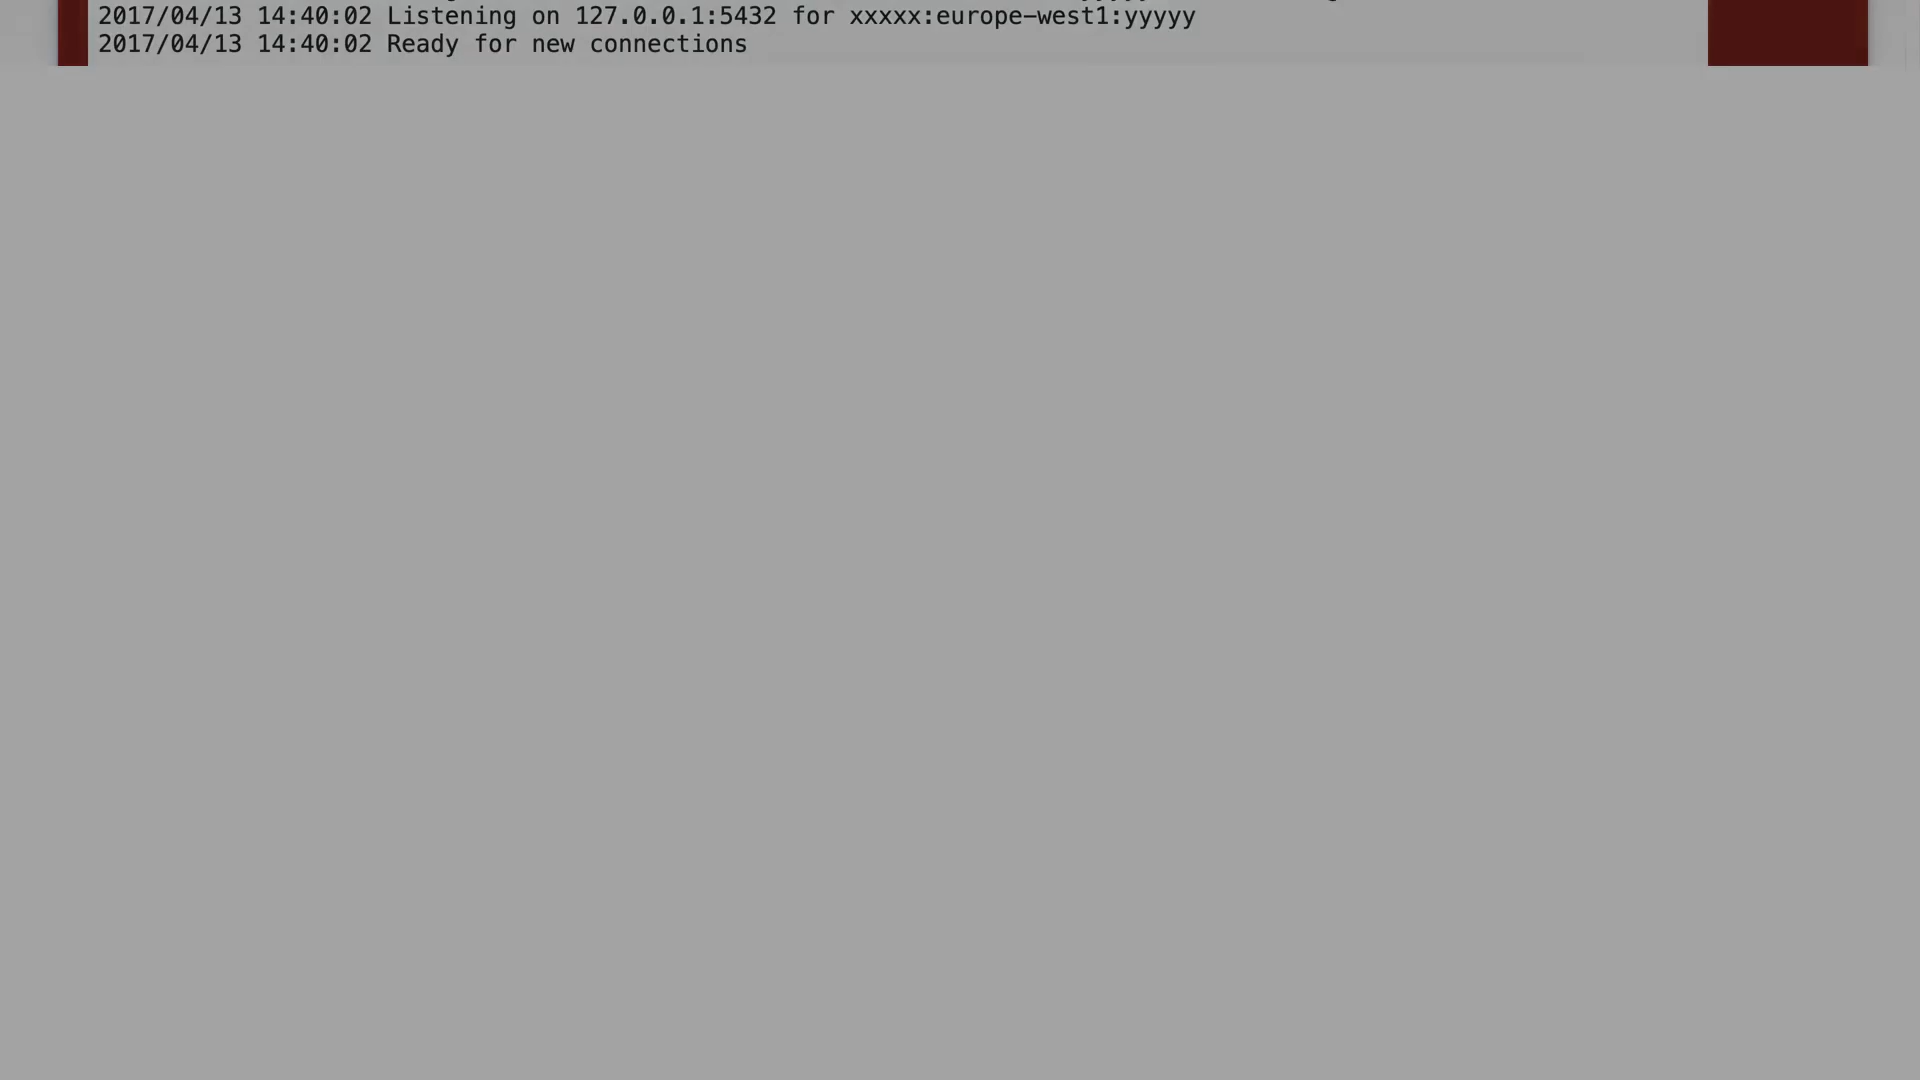 2017/04/13 14:40:02 Listening on 127.0.0.1:5432 for xxxxx:europe-west1:yyyyy
2017/04/13 14:40:02 Ready for new connections